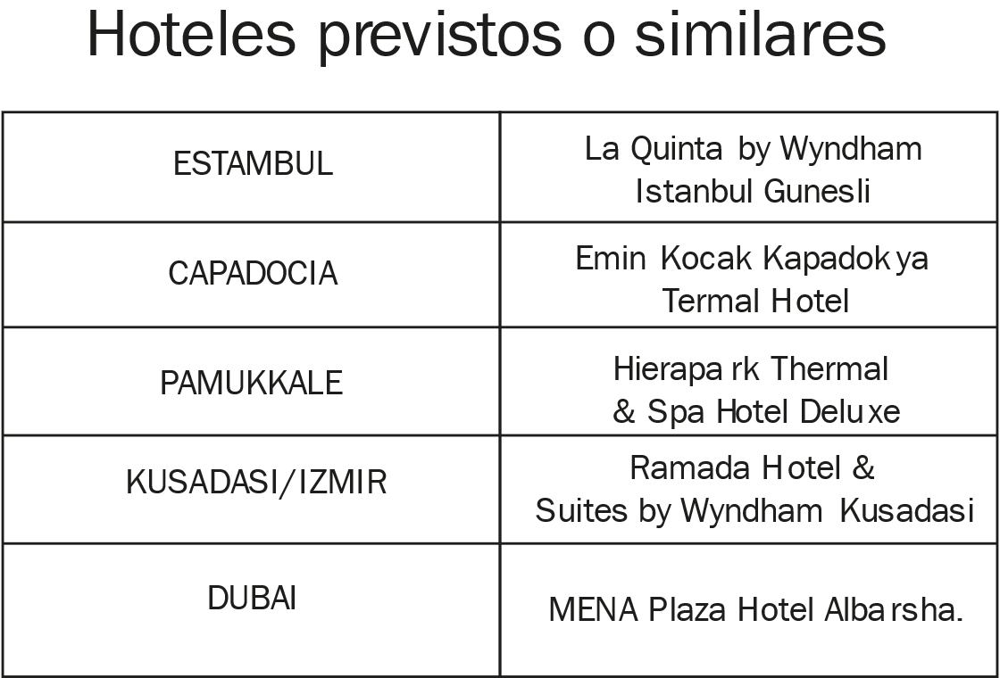 Hoteles previstos o similares
ESTAMBUL
La Quinta by Wyndham
Istanbul Gunesli
CAPADOCIA
Emin Kocak Kapadokya
Termal Hotel
PAMUKKALE
Hierapark Thermal
& Spa Hotel Deluxe
KUSADASI/IZMIR
Ramada Hotel &
Suites by Wyndham Kusadasi
DUBAI
MENA Plaza Hotel Albarsha.